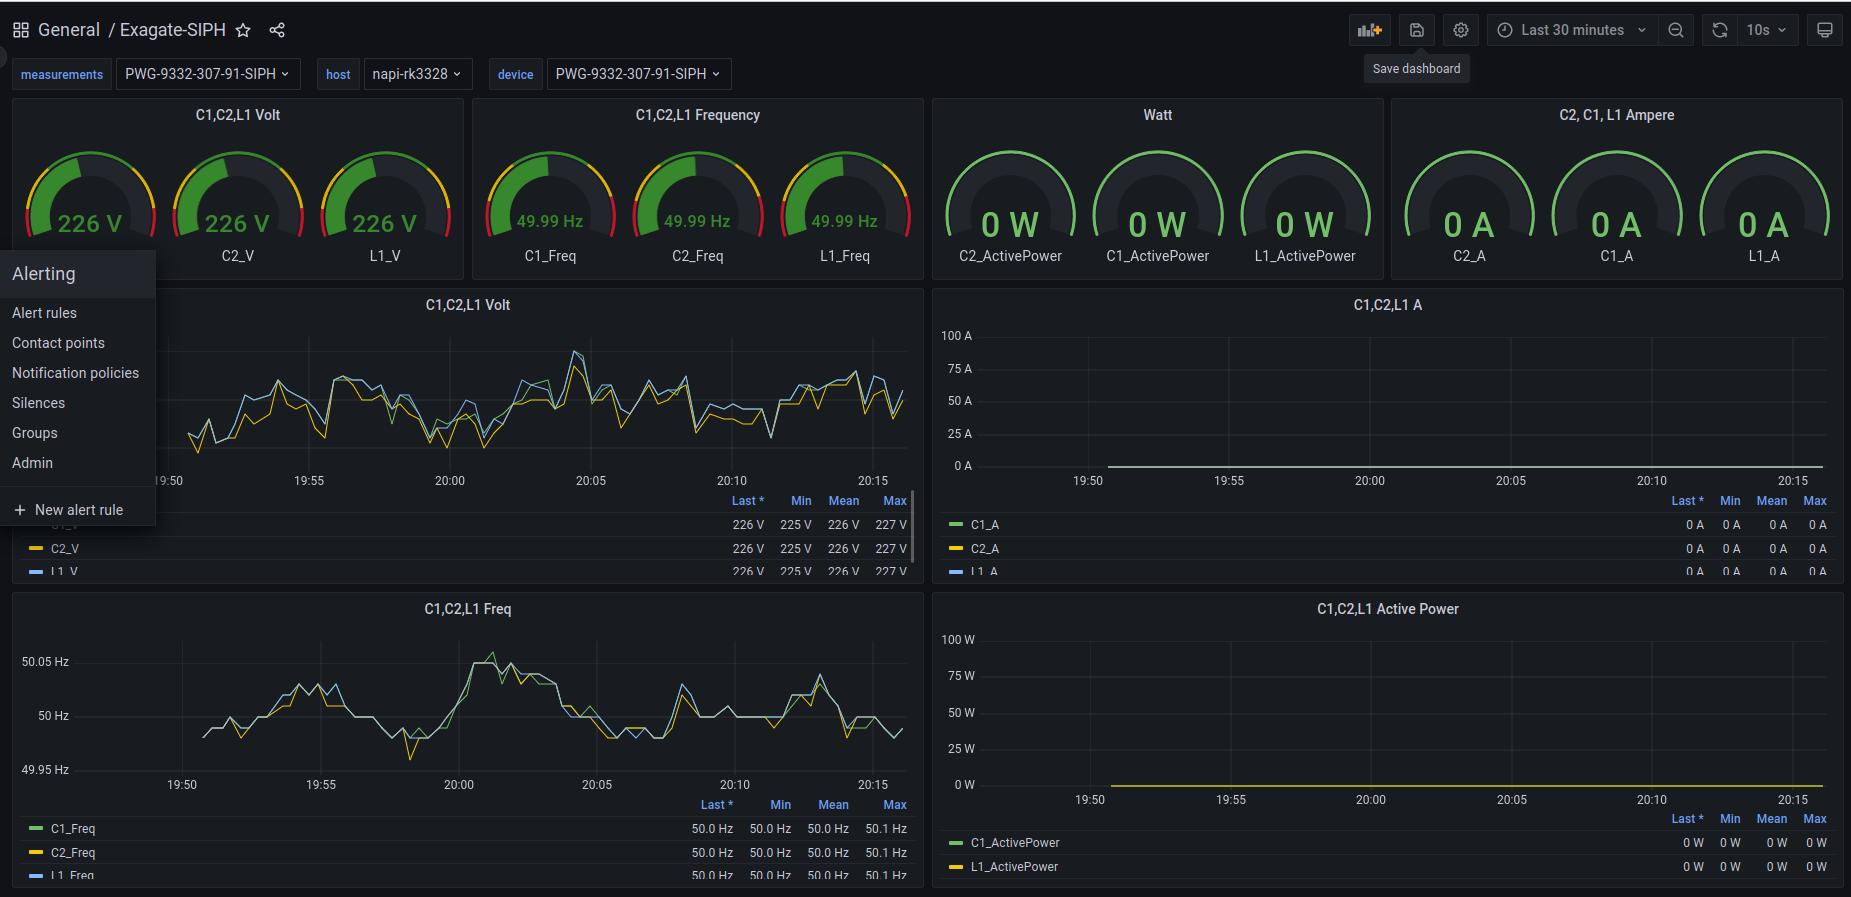 General / Exagate-SIPH
Last 30 minutes
10s
Save dashboard
measurements PWG-9332-307-91-SIPH host napi-rk3328 device PWG-9332-307-91-SIPH
C1,C2,L1 Volt
226 V 226 V 226 V
C2_V L1_V
C1,C2,L1 Frequency
49.99 Hz 49.99 Hz 49.99 Hz
C1_Freq C2_Freq L1_Freq
Watt
0 W 0 W 0 W
C2_ActivePower C1_ActivePower L1_ActivePower
C2, C1, L1 Ampere
0 A 0 A 0 A
C2_A C1_A L1_A
Alerting
Alert rules
Contact points
Notification policies
Silences
Groups
Admin
+ New alert rule
C1,C2,L1 Volt
19:50 19:55 20:00 20:05 20:10 20:15
Last * Min Mean Max
C1_V 226 V 225 V 226 V 227 V
C2_V 226 V 225 V 226 V 227 V
L1_V 226 V 225 V 226 V 227 V
C1,C2,L1 A
100 A
75 A
50 A
25 A
0 A
19:50 19:55 20:00 20:05 20:10 20:15
Last * Min Mean Max
C1_A 0 A 0 A 0 A 0 A
C2_A 0 A 0 A 0 A 0 A
L1_A 0 A 0 A 0 A 0 A
C1,C2,L1 Freq
50.05 Hz
50 Hz
49.95 Hz
19:50 19:55 20:00 20:05 20:10 20:15
Last * Min Mean Max
C1_Freq 50.0 Hz 50.0 Hz 50.0 Hz 50.1 Hz
C2_Freq 50.0 Hz 50.0 Hz 50.0 Hz 50.1 Hz
L1_Freq 50.0 Hz 50.0 Hz 50.0 Hz 50.1 Hz
C1,C2,L1 Active Power
100 W
75 W
50 W
25 W
0 W
19:50 19:55 20:00 20:05 20:10 20:15
Last * Min Mean Max
C1_ActivePower 0 W 0 W 0 W 0 W
L1_ActivePower 0 W 0 W 0 W 0 W